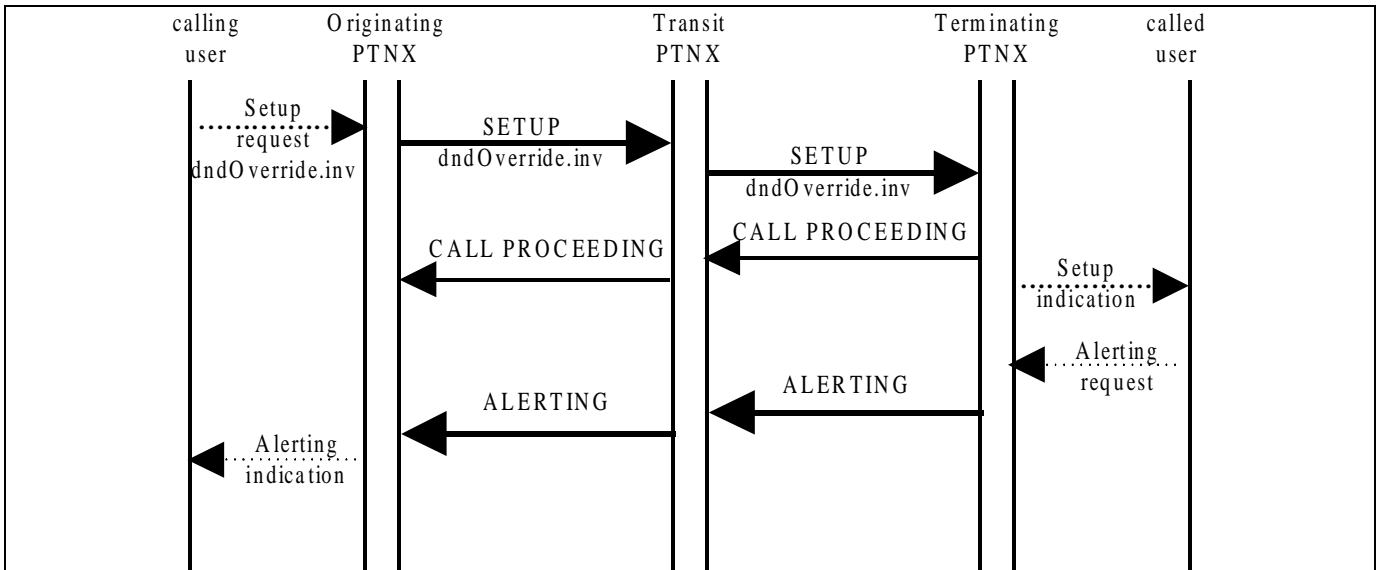 calling user
Originating PTNX
Transit PTNX
Terminating PTNX
called user
Setup
request
dndOverride.inv
SETUP
dndOverride.inv
SETUP
dndOverride.inv
CALL PROCEEDING
CALL PROCEEDING
Setup
indication
Alerting
request
ALERTING
ALERTING
Alerting
indication